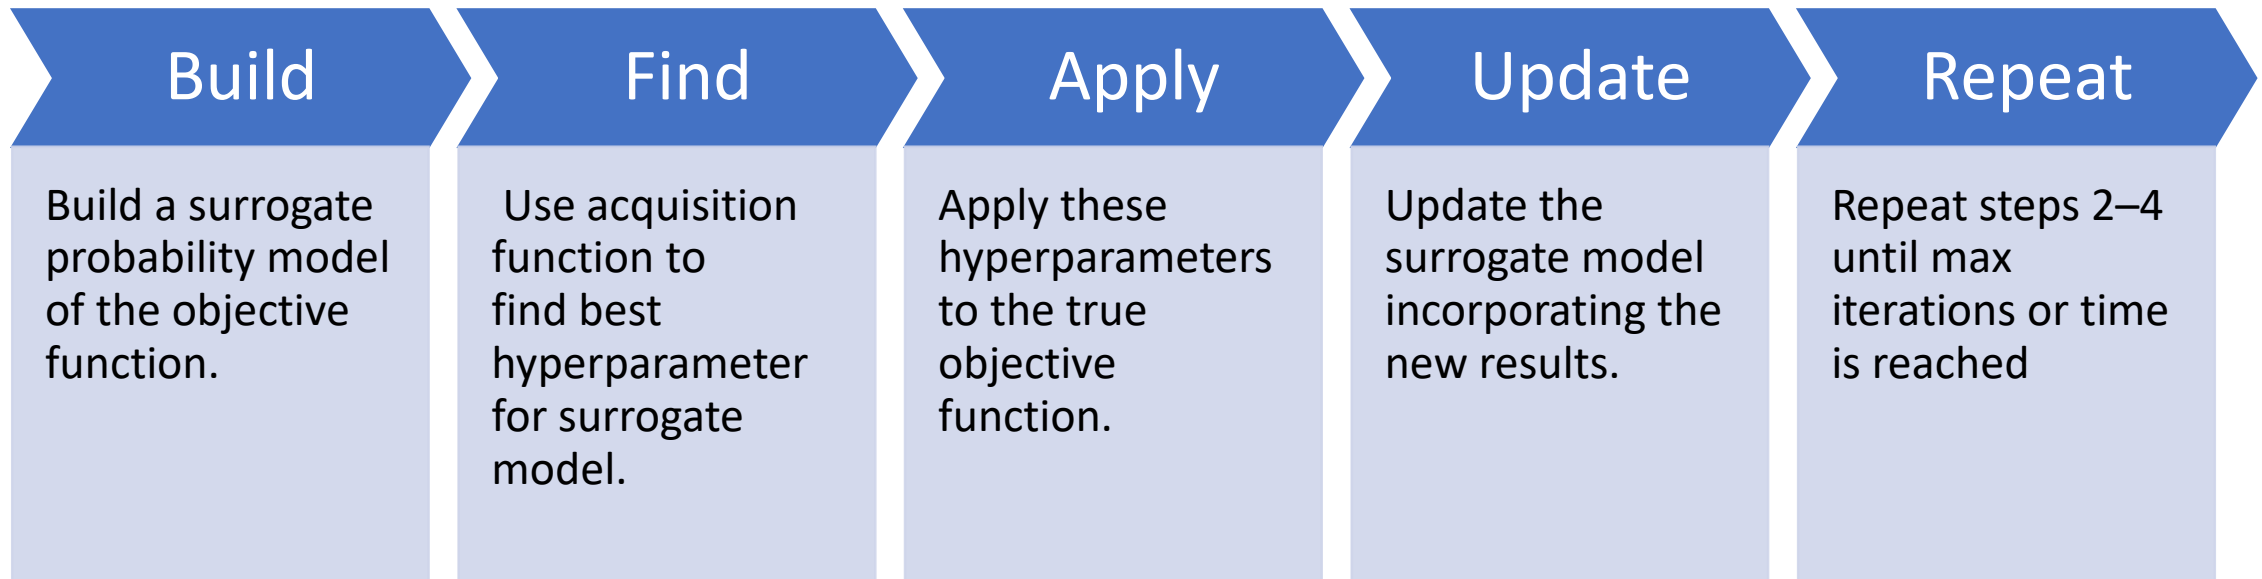 Build
Find
Apply
Update
Repeat
Build a surrogate
probability model
of the objective
function.
Use acquisition
function to
find best
hyperparameter
for surrogate
model.
Apply these
hyperparameters
to the true
objective
function.
Update the
surrogate model
incorporating the
new results.
Repeat steps 2–4
until max
iterations or time
is reached